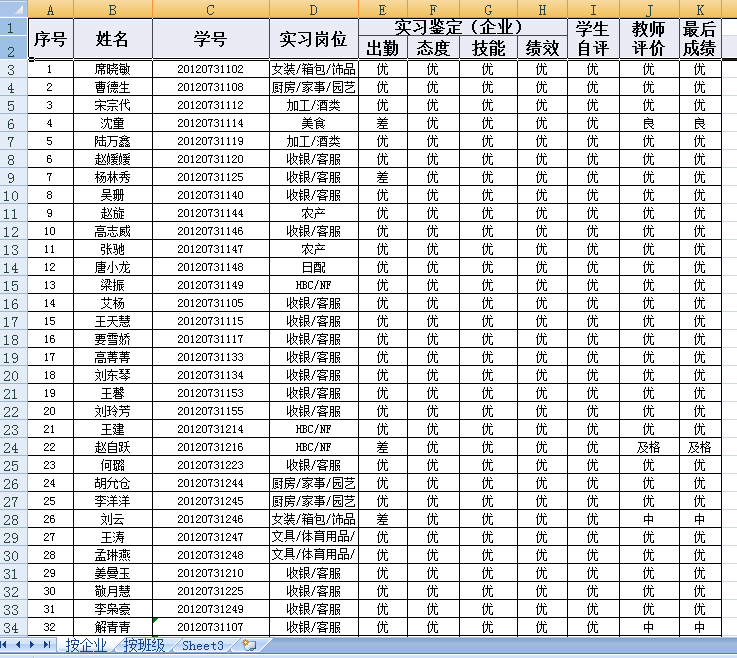 A B C D E F G H I J K
1 序号 姓名 学号 实习岗位 实习鉴定（企业） 学生自评 教师评价 最后成绩
2 出勤 态度 技能 绩效
3 1 席晓敏 20120731102 女装/箱包/饰品 优 优 优 优 优 优 优
4 2 曹德生 20120731108 厨房/家事/园艺 优 优 优 优 优 优 优
5 3 宋宗代 20120731112 加工/酒类 优 优 优 优 优 优 优
6 4 沈童 20120731114 美食 差 优 优 优 优 良 良
7 5 陆万鑫 20120731119 加工/酒类 优 优 优 优 优 优 优
8 6 赵媛媛 20120731120 收银/客服 优 优 优 优 优 优 优
9 7 杨林秀 20120731125 收银/客服 差 优 优 优 优 优 优
10 8 吴珊 20120731140 收银/客服 优 优 优 优 优 优 优
11 9 赵旋 20120731144 农产 优 优 优 优 优 优 优
12 10 高志威 20120731146 收银/客服 优 优 优 优 优 优 优
13 11 张驰 20120731147 农产 优 优 优 优 优 优 优
14 12 唐小龙 20120731148 日配 优 优 优 优 优 优 优
15 13 梁振 20120731149 HBC/NF 优 优 优 优 优 优 优
16 14 艾杨 20120731105 收银/客服 优 优 优 优 优 优 优
17 15 王天慧 20120731115 收银/客服 优 优 优 优 优 优 优
18 16 要雪娇 20120731117 收银/客服 优 优 优 优 优 优 优
19 17 高菁菁 20120731133 收银/客服 优 优 优 优 优 优 优
20 18 刘东琴 20120731134 收银/客服 优 优 优 优 优 优 优
21 19 王馨 20120731153 收银/客服 优 优 优 优 优 优 优
22 20 刘玲芳 20120731155 收银/客服 优 优 优 优 优 优 优
23 21 王建 20120731214 HBC/NF 优 优 优 优 优 优 优
24 22 赵自跃 20120731216 HBC/NF 差 优 优 优 优 及格 及格
25 23 何璐 20120731223 收银/客服 优 优 优 优 优 优 优
26 24 胡允仓 20120731244 厨房/家事/园艺 优 优 优 优 优 优 优
27 25 李洋洋 20120731245 厨房/家事/园艺 优 优 优 优 优 优 优
28 26 刘云 20120731246 女装/箱包/饰品 差 优 优 优 优 中 中
29 27 王涛 20120731247 文具/体育用品/ 优 优 优 优 优 优 优
30 28 孟琳燕 20120731248 文具/体育用品/ 优 优 优 优 优 优 优
31 29 姜曼玉 20120731210 收银/客服 优 优 优 优 优 优 优
32 30 敬月慧 20120731225 收银/客服 优 优 优 优 优 优 优
33 31 李枭豪 20120731249 收银/客服 优 优 优 优 优 优 优
34 32 解青青 20120731107 收银/客服 优 优 优 优 优 中 中
按企业 按班级 Sheet3